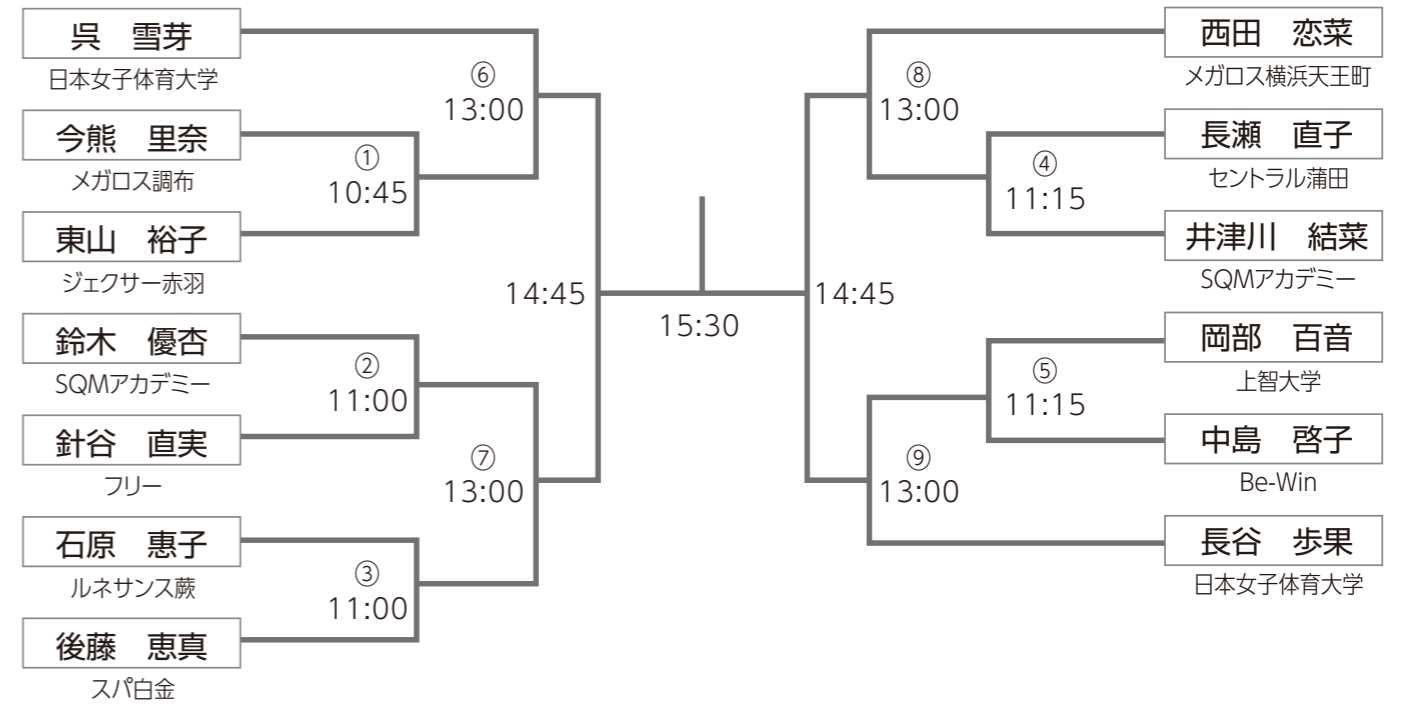 呉　雪芽
日本女子体育大学
今熊　里奈
メガロス調布
東山　裕子
ジェクサー赤羽
鈴木　優杏
SQMアカデミー
針谷　直実
フリー
石原　惠子
ルネサンス蕨
後藤　恵真
スパ白金
①
10:45
②
11:00
③
11:00
⑥
13:00
⑦
13:00
14:45
15:30
14:45
⑧
13:00
⑨
13:00
④
11:15
⑤
11:15
西田　恋菜
メガロス横浜天王町
長瀬　直子
セントラル蒲田
井津川　結菜
SQMアカデミー
岡部　百音
上智大学
中島　啓子
Be-Win
長谷　歩果
日本女子体育大学